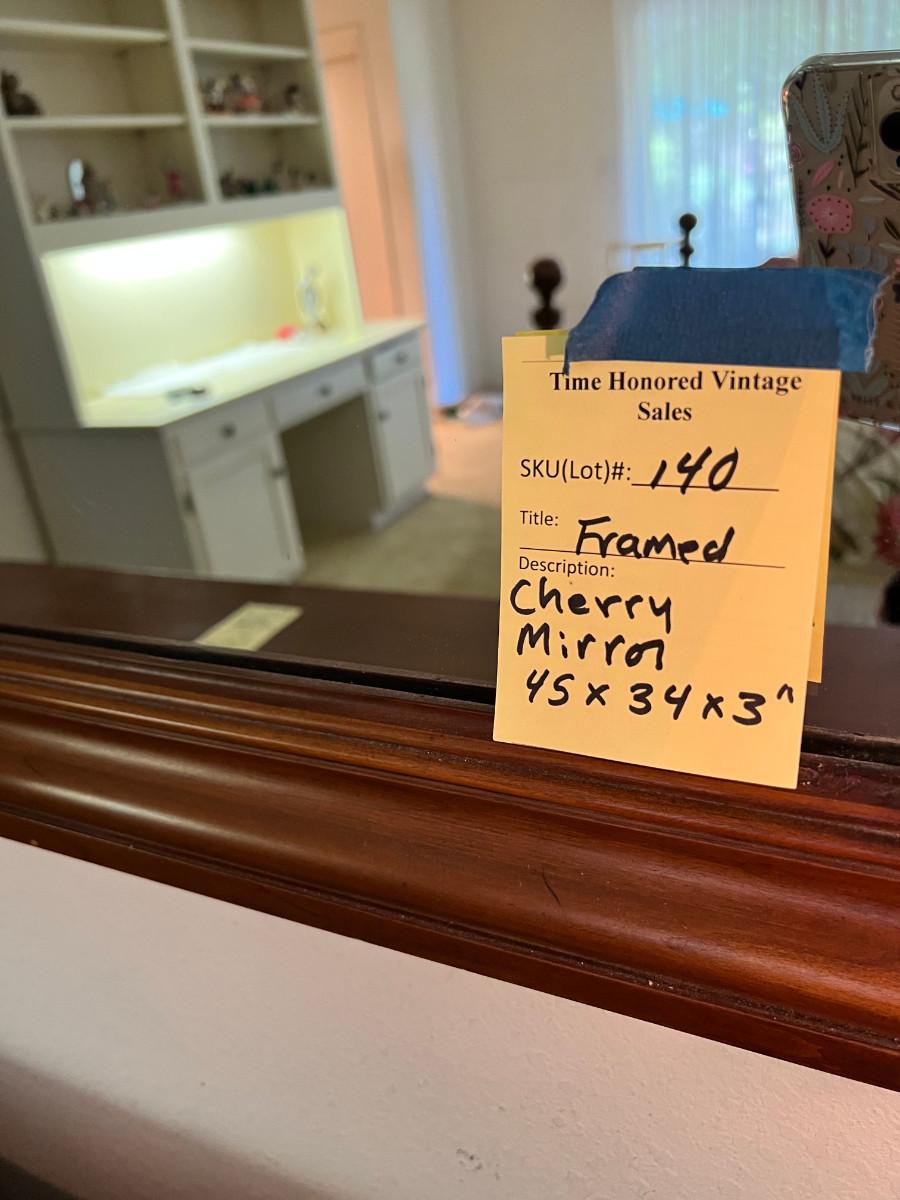 Time Honored Vintage
Sales
SKU(Lot)#: 140
Title: Framed
Description:
Cherry
Mirror
45 x 34 x 3"